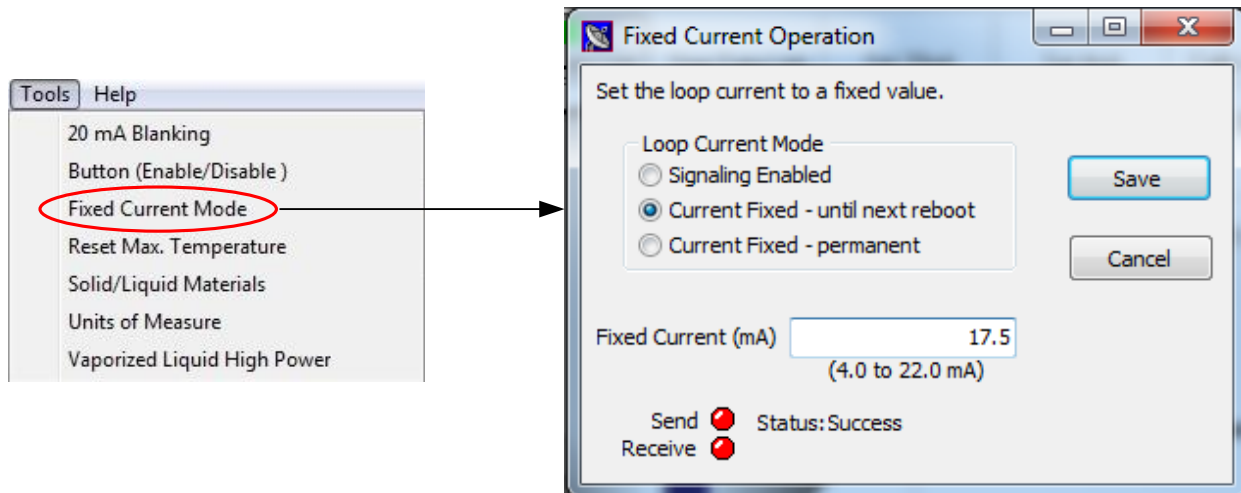 Tools Help
20 mA Blanking
Button (Enable/Disable )
Fixed Current Mode
Reset Max. Temperature
Solid/Liquid Materials
Units of Measure
Vaporized Liquid High Power
Fixed Current Operation
Set the loop current to a fixed value.
Loop Current Mode
Signaling Enabled
Current Fixed - until next reboot
Current Fixed - permanent
Save
Cancel
Fixed Current (mA) 17.5
(4.0 to 22.0 mA)
Send Status: Success
Receive